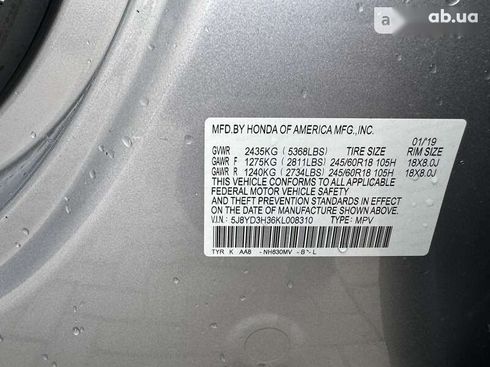 ab.ua
MFD.BY HONDA OF AMERICA MFG.,INC. 01/'19
GVWR 2435KG (5368LBS) TIRE SIZE RIM SIZE
GAWR F 1275KG (2811LBS) 245/60R18 105H 18X8.0J
GAWR R 1240KG (2734LBS) 245/60R18 105H 18X8.0J
THIS VEHICLE CONFORMS TO ALL APPLICABLE
FEDERAL MOTOR VEHICLE SAFETY
AND THEFT PREVENTION STANDARDS IN EFFECT
ON THE DATE OF MANUFACTURE SHOWN ABOVE.
V.I.N: 5J8YD3H36KL008310 TYPE: MPV
TYR K AA8 - NH830MV - B - L